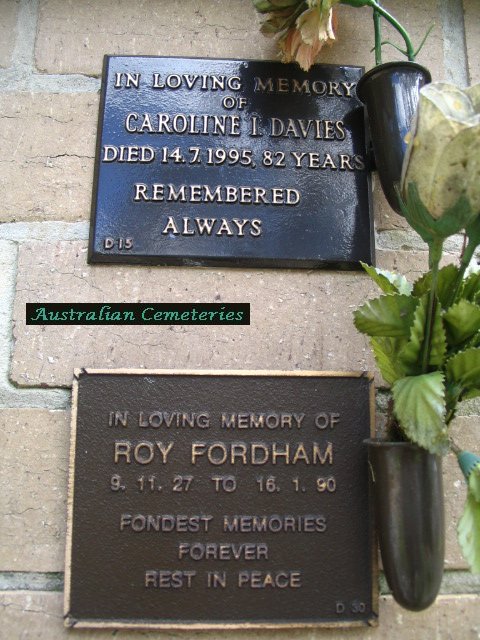 IN LOVING MEMORY
OF
CAROLINE I. DAVIES
DIED 14.7.1995, 82 YEARS
REMEMBERED
ALWAYS
D 15
Australian Cemeteries
IN LOVING MEMORY OF
ROY FORDHAM
9. 11. 27 TO 16. 1. 90
FONDEST MEMORIES
FOREVER
REST IN PEACE
D 30